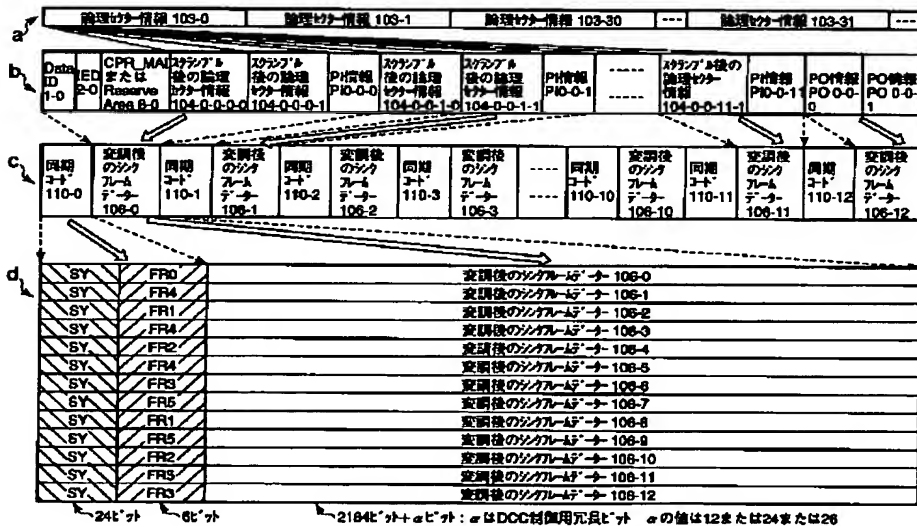 a
論理セクター情報 103-0 論理セクター情報 103-1 論理セクター情報 103-30 --- 論理セクター情報 103-31 ---
b
Data ID 1-0
IED 2-0
CPR_MAI または Reserve Area 8-0
スクランブル後の論理セクター情報 104-0-0-0-0
スクランブル後の論理セクター情報 104-0-0-0-1
PI情報 PI0-0-0
スクランブル後の論理セクター情報 104-0-0-1-0
スクランブル後の論理セクター情報 104-0-0-1-1
PI情報 PI0-0-1
スクランブル後の論理セクター情報 104-0-0-11-1
PI情報 PI0-0-11
PO情報 PO 0-0-0
PO情報 PO 0-0-1
c
同期コード 110-0
変調後のシンクフレームデーター 106-0
同期コード 110-1
変調後のシンクフレームデーター 106-1
同期コード 110-2
変調後のシンクフレームデーター 106-2
同期コード 110-3
変調後のシンクフレームデーター 106-3
同期コード 110-10
変調後のシンクフレームデーター 106-10
同期コード 110-11
変調後のシンクフレームデーター 106-11
同期コード 110-12
変調後のシンクフレームデーター 106-12
d
SY FR0 変調後のシンクフレームデーター 106-0
SY FR4 変調後のシンクフレームデーター 106-1
SY FR1 変調後のシンクフレームデーター 106-2
SY FR4 変調後のシンクフレームデーター 106-3
SY FR2 変調後のシンクフレームデーター 106-4
SY FR4 変調後のシンクフレームデーター 106-5
SY FR3 変調後のシンクフレームデーター 106-6
SY FR5 変調後のシンクフレームデーター 106-7
SY FR1 変調後のシンクフレームデーター 106-8
SY FR5 変調後のシンクフレームデーター 106-9
SY FR2 変調後のシンクフレームデーター 106-10
SY FR5 変調後のシンクフレームデーター 106-11
SY FR3 変調後のシンクフレームデーター 106-12
24ビット 6ビット 2184ビット+αビット:αはDCC制御用冗長ビット αの値は12または24または26